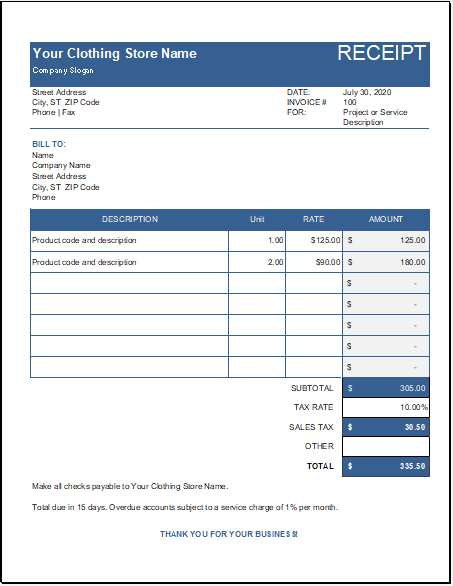 Your Clothing Store Name RECEIPT
Company Slogan
Street Address DATE: July 30, 2020
City, ST ZIP Code INVOICE # 100
Phone | Fax FOR: Project or Service
Description
BILL TO:
Name
Company Name
Street Address
City, ST ZIP Code
Phone
DESCRIPTION Unit RATE AMOUNT
Product code and description 1.00 $125.00 $ 125.00
Product code and description 2.00 $90.00 $ 180.00
$ -
$ -
$ -
$ -
$ -
SUBTOTAL $ 305.00
TAX RATE 10.00%
SALES TAX $ 30.50
OTHER
TOTAL $ 335.50
Make all checks payable to Your Clothing Store Name.
Total due in 15 days. Overdue accounts subject to a service charge of 1% per month.
THANK YOU FOR YOUR BUSINESS!